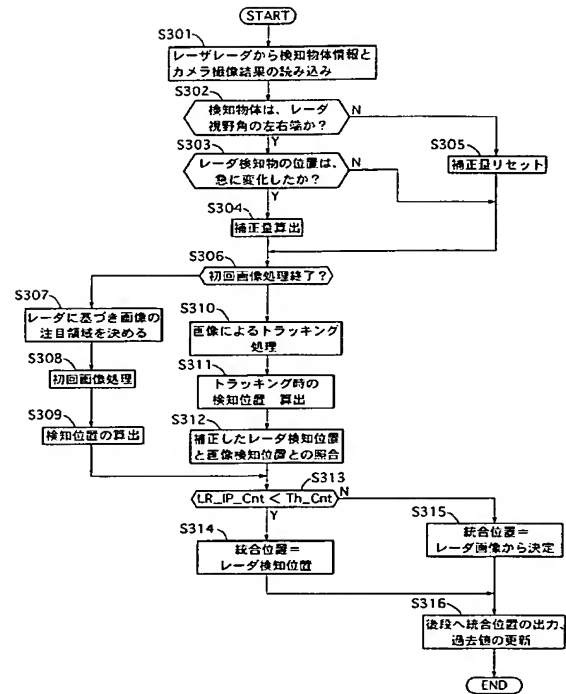 START
S301
レーザレーダから検知物体情報と
カメラ撮像結果の読み込み
S302
検知物体は、レーダ
視野角の左右端か？
N
Y
S303
レーダ検知物の位置は、
急に変化したか？
N
Y
S305
補正量リセット
S304
補正量算出
S306
初回画像処理終了？
S307
レーダに基づき画像の
注目領域を決める
S308
初回画像処理
S309
検知位置の算出
S310
画像によるトラッキング
処理
S311
トラッキング時の
検知位置 算出
S312
補正したレーダ検知位置
と画像検知位置との照合
S313
LR_IP_Cnt < Th_Cnt
N
Y
S314
統合位置＝
レーダ検知位置
S315
統合位置＝
レーダ画像から決定
S316
後段へ統合位置の出力、
過去値の更新
END